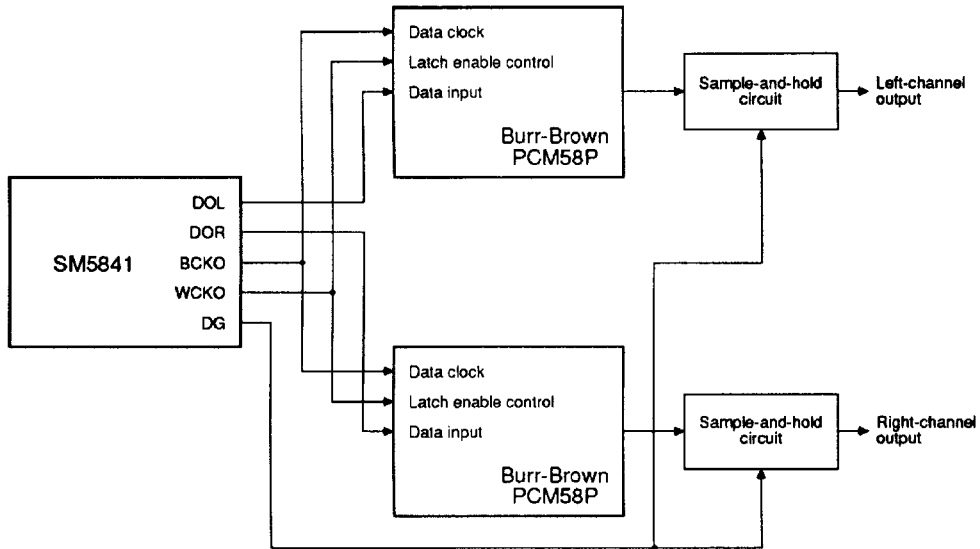 Data clock
Latch enable control
Data input
Burr-Brown
PCM58P
Sample-and-hold
circuit
Left-channel
output
SM5841
DOL
DOR
BCKO
WCKO
DG
Data clock
Latch enable control
Data input
Burr-Brown
PCM58P
Sample-and-hold
circuit
Right-channel
output